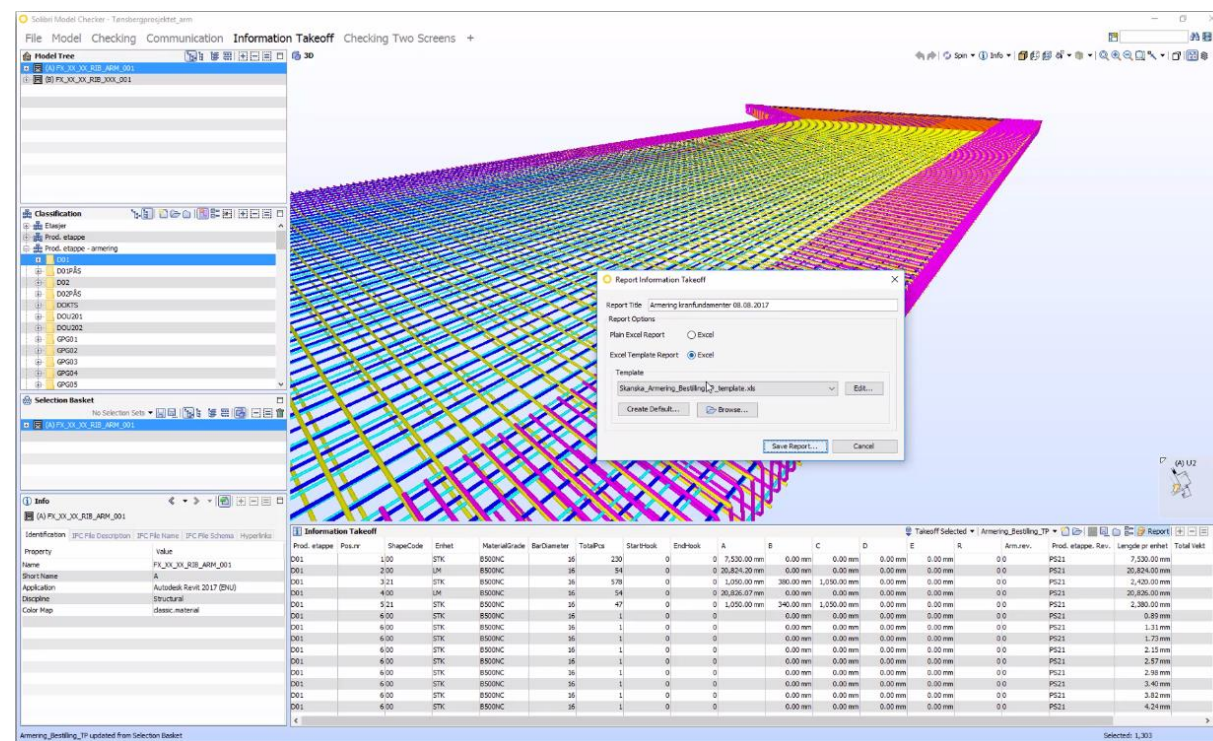 Solibri Model Checker - Tønsbergprosjektet_arm
File Model Checking Communication Information Takeoff Checking Two Screens +
Model Tree
(A) FX_XX_XX_RIB_ARM_001
(B) FX_XX_XX_RIB_XXX_001
3D
Spin Info
Classification
Etasjer
Prod. etappe
Prod. etappe - armering
D01
D01PÅS
D02
D02PÅS
DOKTS
DOU201
DOU202
GPG01
GPG02
GPG03
GPG04
GPG05
Selection Basket
No Selection Sets
(A) FX_XX_XX_RIB_ARM_001
Info
(A) FX_XX_XX_RIB_ARM_001
Identification IFC File Description IFC File Name IFC File Schema Hyperlinks
Property Value
Name FX_XX_XX_RIB_ARM_001
Short Name A
Application Autodesk Revit 2017 (ENU)
Discipline Structural
Color Map classic.material
Report Information Takeoff
Report Title Armering kranfundamenter 08.08.2017
Report Options
Plain Excel Report Excel
Excel Template Report Excel
Template
Skanska_Armering_Bestilling_TP_template.xls Edit...
Create Default... Browse...
Save Report... Cancel
(A) U2
Information Takeoff Takeoff Selected Armering_Bestilling_TP Report
Prod. etappe Pos.nr ShapeCode Enhet MaterialGrade BarDiameter TotalPcs StartHook EndHook A B C D E R Arm.rev. Prod. etappe. Rev. Lengde pr enhet Total Vekt
D01 1 00 STK B500NC 16 230 0 0 7,530.00 mm 0.00 mm 0.00 mm 0.00 mm 0.00 mm 0 0 PS21 7,530.00 mm
D01 2 00 LM B500NC 16 54 0 0 20,824.20 mm 0.00 mm 0.00 mm 0.00 mm 0.00 mm 0 0 PS21 20,824.00 mm
D01 3 21 STK B500NC 16 578 0 0 1,050.00 mm 380.00 mm 1,050.00 mm 0.00 mm 0.00 mm 0 0 PS21 2,420.00 mm
D01 4 00 LM B500NC 16 54 0 0 20,826.07 mm 0.00 mm 0.00 mm 0.00 mm 0.00 mm 0 0 PS21 20,826.00 mm
D01 5 21 STK B500NC 16 47 0 0 1,050.00 mm 340.00 mm 1,050.00 mm 0.00 mm 0.00 mm 0 0 PS21 2,380.00 mm
D01 6 00 STK B500NC 16 1 0 0 0.00 mm 0.00 mm 0.00 mm 0.00 mm 0 0 PS21 0.89 mm
D01 6 00 STK B500NC 16 1 0 0 0.00 mm 0.00 mm 0.00 mm 0.00 mm 0 0 PS21 1.31 mm
D01 6 00 STK B500NC 16 1 0 0 0.00 mm 0.00 mm 0.00 mm 0.00 mm 0 0 PS21 1.73 mm
D01 6 00 STK B500NC 16 1 0 0 0.00 mm 0.00 mm 0.00 mm 0.00 mm 0 0 PS21 2.15 mm
D01 6 00 STK B500NC 16 1 0 0 0.00 mm 0.00 mm 0.00 mm 0.00 mm 0 0 PS21 2.57 mm
D01 6 00 STK B500NC 16 1 0 0 0.00 mm 0.00 mm 0.00 mm 0.00 mm 0 0 PS21 2.98 mm
D01 6 00 STK B500NC 16 1 0 0 0.00 mm 0.00 mm 0.00 mm 0.00 mm 0 0 PS21 3.40 mm
D01 6 00 STK B500NC 16 1 0 0 0.00 mm 0.00 mm 0.00 mm 0.00 mm 0 0 PS21 3.82 mm
D01 6 00 STK B500NC 16 1 0 0 0.00 mm 0.00 mm 0.00 mm 0.00 mm 0 0 PS21 4.24 mm
Armering_Bestilling_TP updated from Selection Basket Selected: 1,303